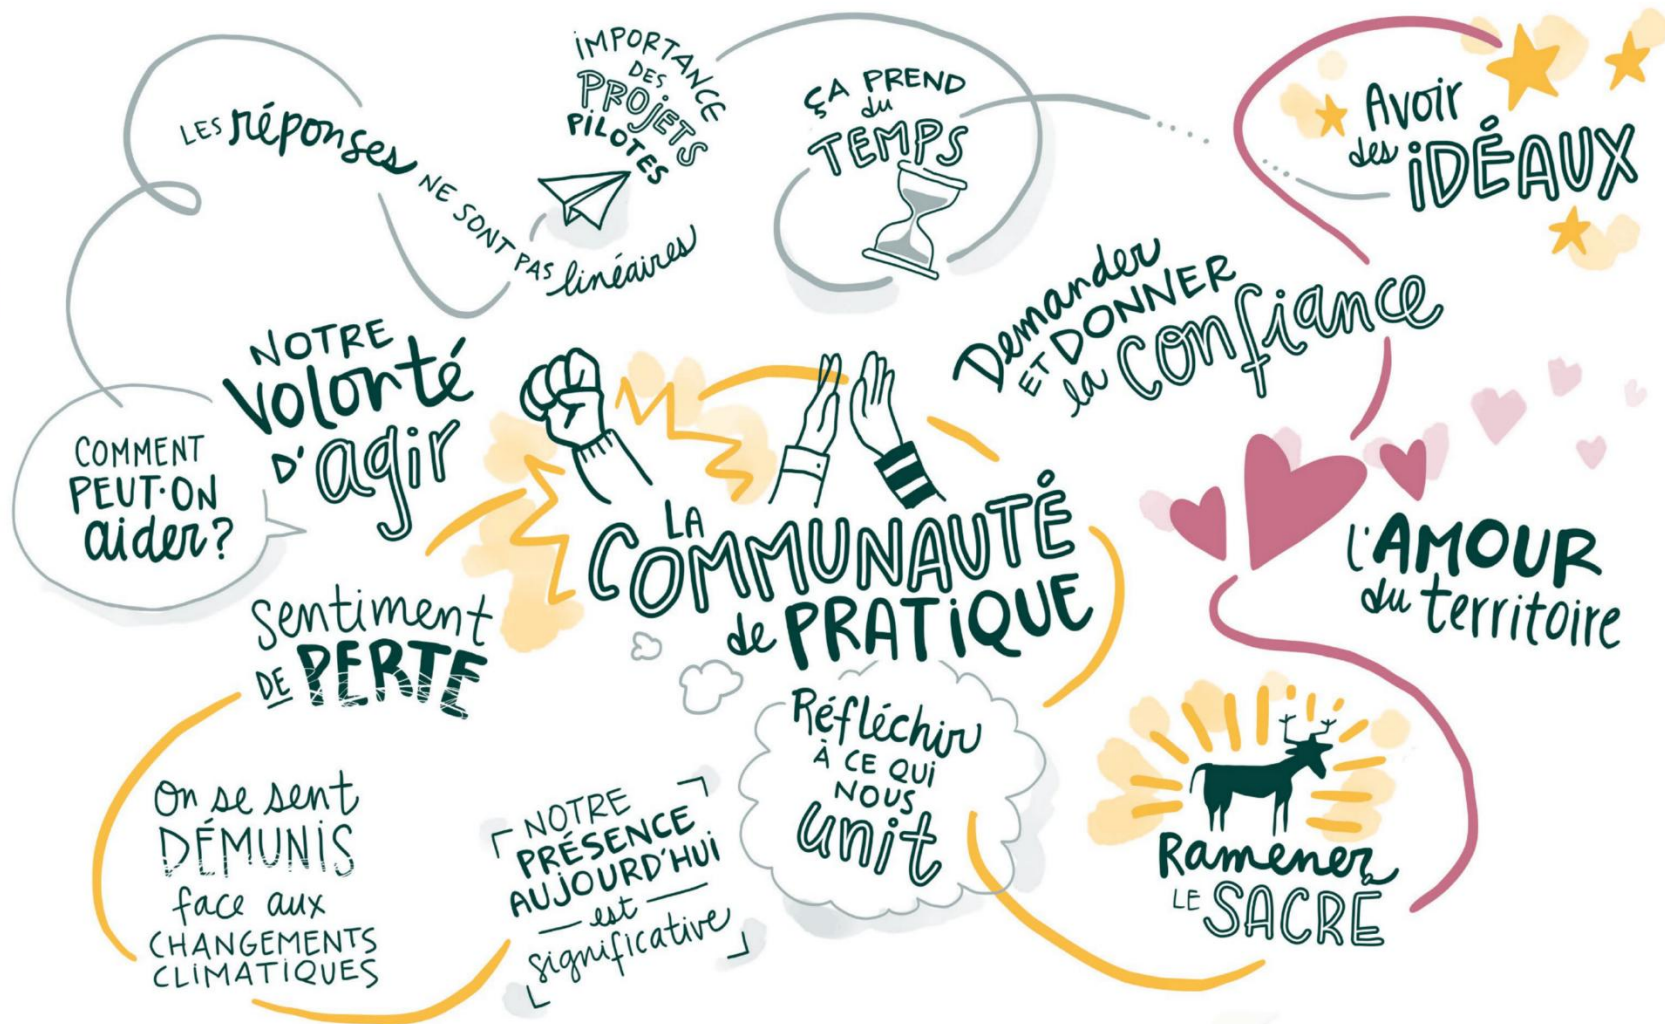 LES réponses NE SONT PAS linéaires
IMPORTANCE
DES
PROJETS
PILOTES
ÇA PREND
du
TEMPS
Avoir
des IDÉAUX
Demander
ET DONNER
la confiance
NOTRE
volonté
D'agir
COMMENT
PEUT-ON
aider?
LA
COMMUNAUTÉ
de PRATIQUE
l'AMOUR
du territoire
Sentiment
DE PERTE
Réfléchir
À CE QUI
NOUS
unit
On se sent
DÉMUNIS
face aux
CHANGEMENTS
CLIMATIQUES
NOTRE
PRÉSENCE
AUJOURD'HUI
est
significative
Ramener
LE SACRÉ